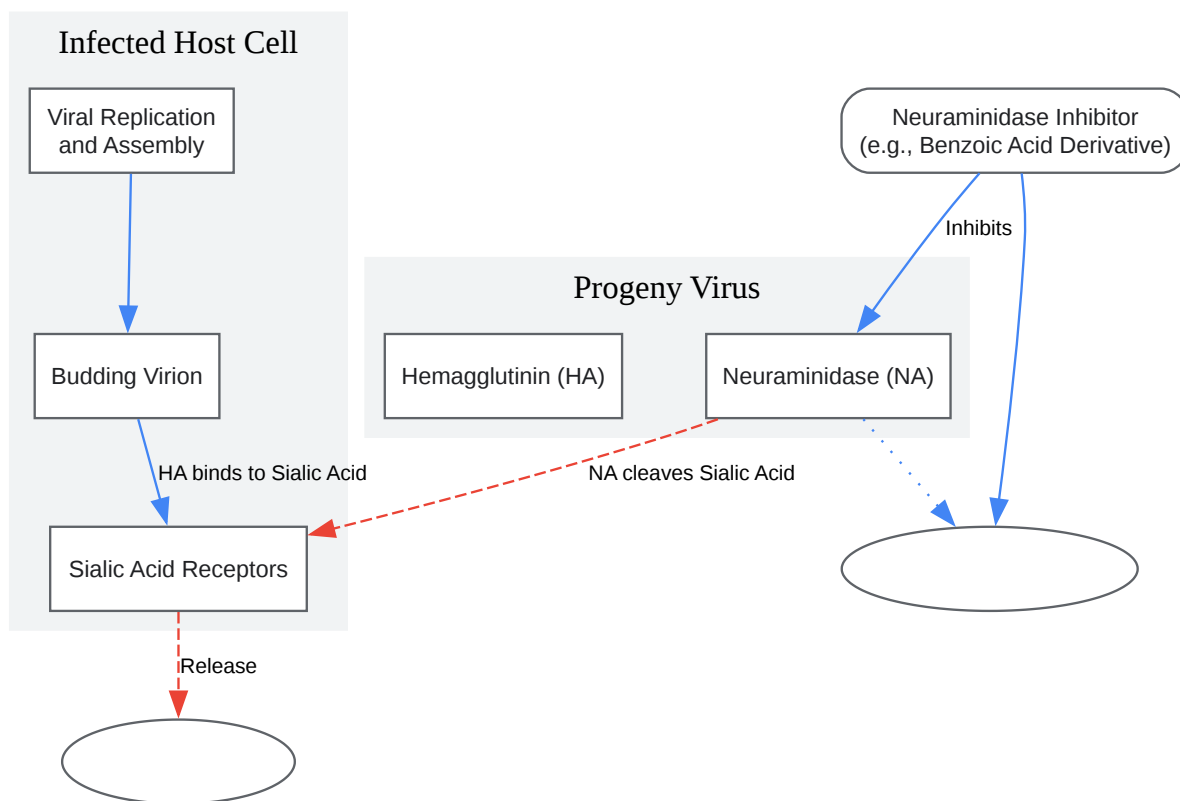 Infected Host Cell
Viral Replication
and Assembly
Neuraminidase Inhibitor
(e.g., Benzoic Acid Derivative)
Inhibits
Progeny Virus
Budding Virion
Hemagglutinin (HA)
Neuraminidase (NA)
HA binds to Sialic Acid
NA cleaves Sialic Acid
Sialic Acid Receptors
Release